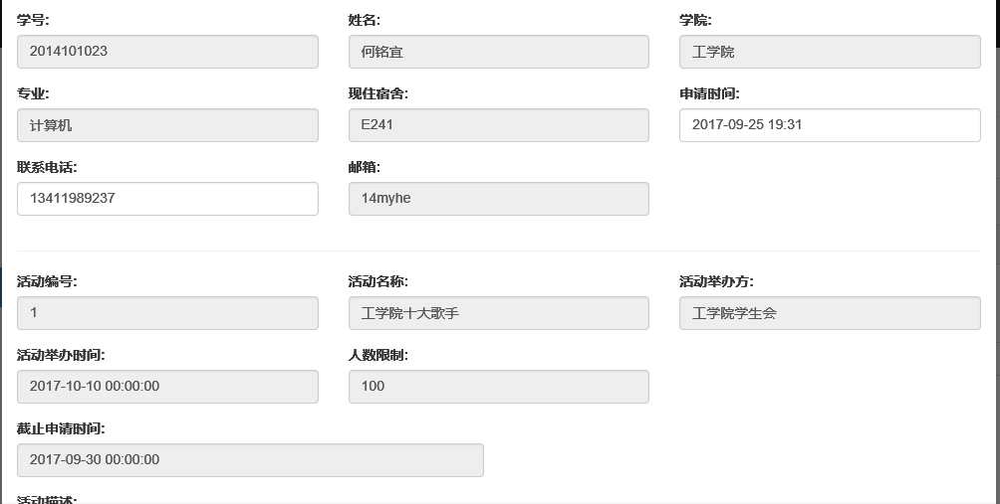 学号: 姓名: 学院:
2014101023 何铭宜 工学院
专业: 现住宿舍: 申请时间:
计算机 E241 2017-09-25 19:31
联系电话: 邮箱:
13411989237 14myhe
活动编号: 活动名称: 活动举办方:
1 工学院十大歌手 工学院学生会
活动举办时间: 人数限制:
2017-10-10 00:00:00 100
截止申请时间:
2017-09-30 00:00:00
活动描述: